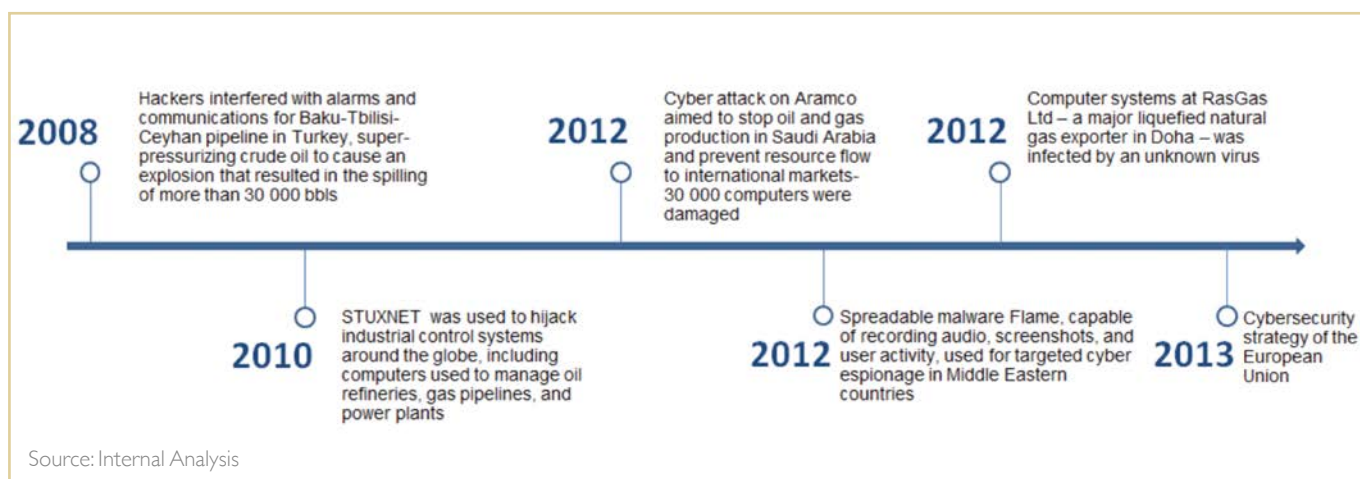 2008
Hackers interfered with alarms and
communications for Baku-Tbilisi-
Ceyhan pipeline in Turkey, super-
pressurizing crude oil to cause an
explosion that resulted in the spilling
of more than 30 000 bbls
2010
STUXNET was used to hijack
industrial control systems
around the globe, including
computers used to manage oil
refineries, gas pipelines, and
power plants
2012
Cyber attack on Aramco
aimed to stop oil and gas
production in Saudi Arabia
and prevent resource flow
to international markets-
30 000 computers were
damaged
2012
Spreadable malware Flame, capable
of recording audio, screenshots, and
user activity, used for targeted cyber
espionage in Middle Eastern
countries
2012
Computer systems at RasGas
Ltd – a major liquefied natural
gas exporter in Doha – was
infected by an unknown virus
2013
Cybersecurity
strategy of the
European
Union
Source: Internal Analysis